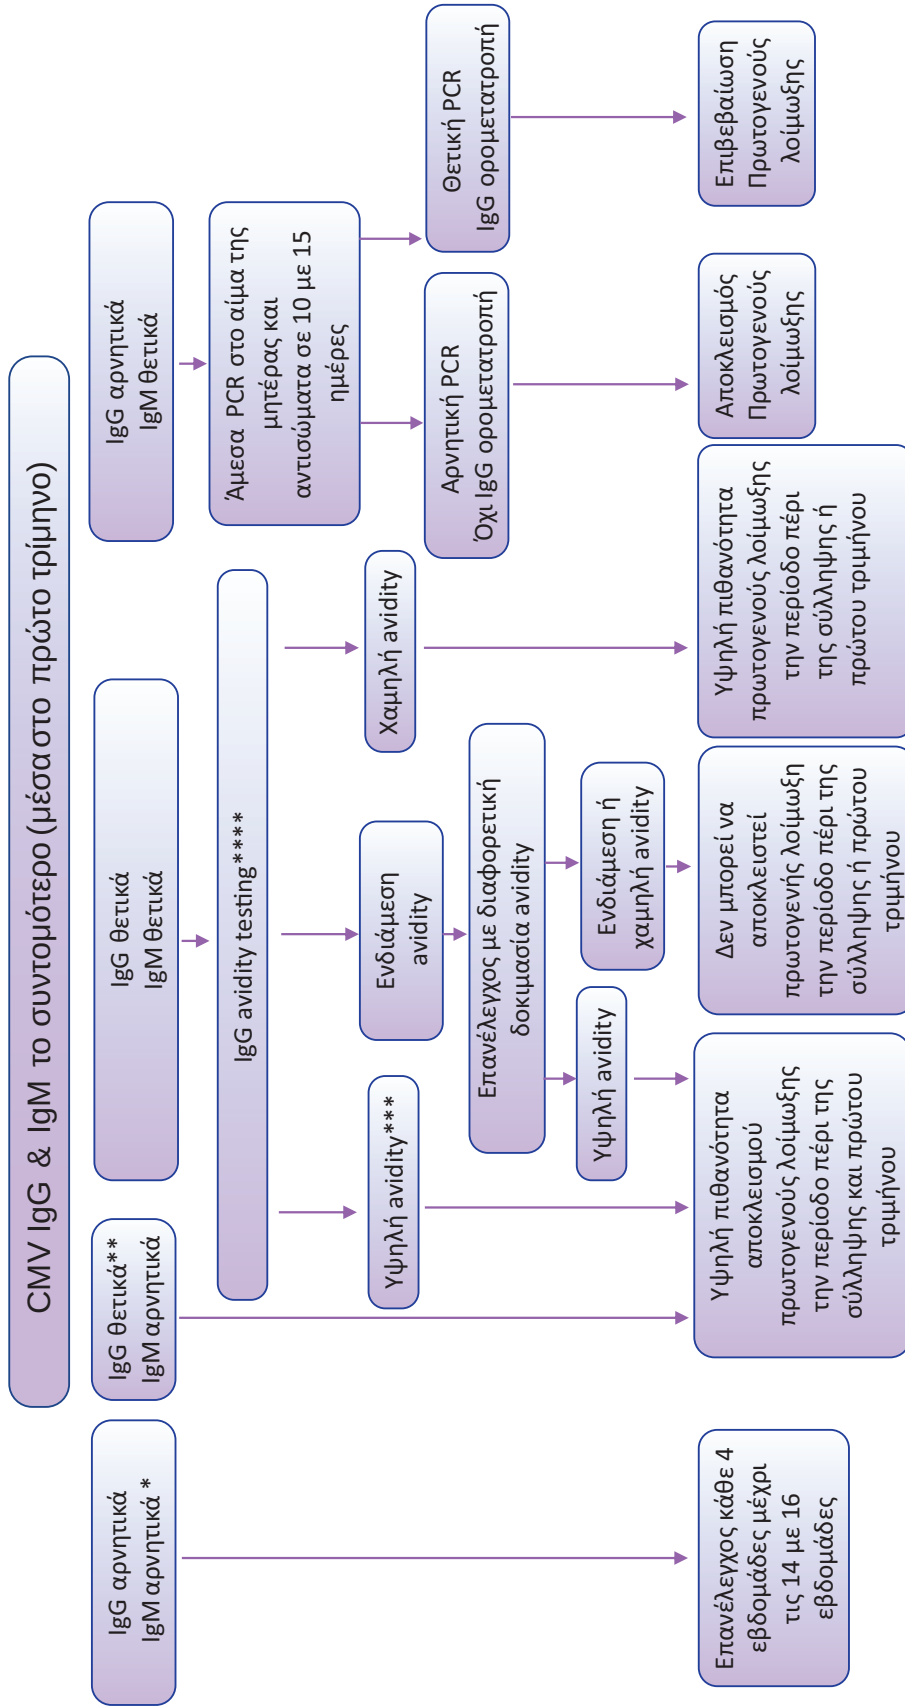 CMV IgG & IgM το συντομότερο (μέσα στο πρώτο τρίμηνο)
IgG αρνητικά
IgM αρνητικά *
IgG θετικά**
IgM αρνητικά
IgG θετικά
IgM θετικά
IgG αρνητικά
IgM θετικά
IgG avidity testing****
Άμεσα PCR στο αίμα της
μητέρας και
αντισώματα σε 10 με 15
ημέρες
Υψηλή avidity***
Ενδιάμεση
avidity
Χαμηλή avidity
Αρνητική PCR
Όχι IgG ορομετατροπή
Θετική PCR
IgG ορομετατροπή
Επανέλεγχος με διαφορετική
δοκιμασία avidity
Υψηλή avidity
Ενδιάμεση ή
χαμηλή avidity
Επανέλεγχος κάθε 4
εβδομάδες μέχρι
τις 14 με 16
εβδομάδες
Υψηλή πιθανότητα
αποκλεισμού
πρωτογενούς λοίμωξης
την περίοδο πέρι της
σύλληψης και πρώτου
τριμήνου
Δεν μπορεί να
αποκλειστεί
πρωτογενής λοίμωξη
την περίοδο πέρι της
σύλληψης ή πρώτου
τριμήνου
Υψηλή πιθανότητα
πρωτογενούς λοίμωξης
την περίοδο πέρι
της σύλληψης ή
πρώτου τριμήνου
Αποκλεισμός
Πρωτογενούς
λοίμωξης
Επιβεβαίωση
Πρωτογενούς
λοίμωξης